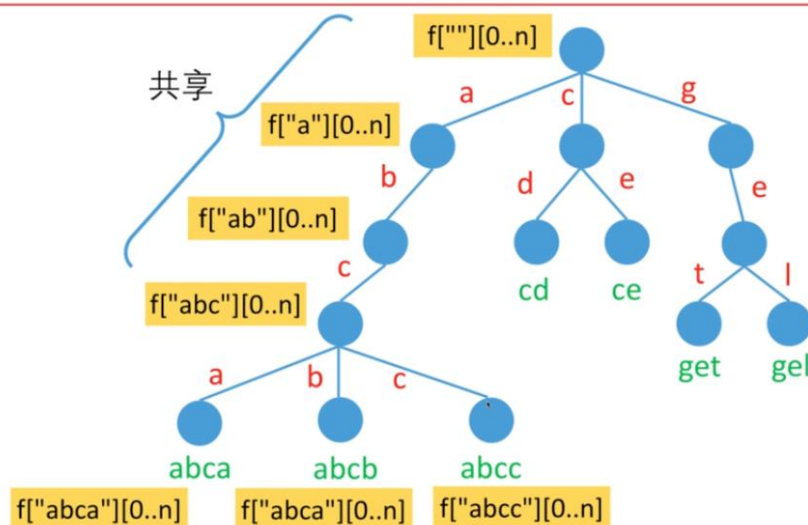 f[""][0..n]
共享
a
c
g
f["a"][0..n]
b
d
e
e
f["ab"][0..n]
c
t
l
cd
ce
f["abc"][0..n]
a
b
c
get
gel
abca
abcb
abcc
f["abca"][0..n]
f["abca"][0..n]
f["abcc"][0..n]